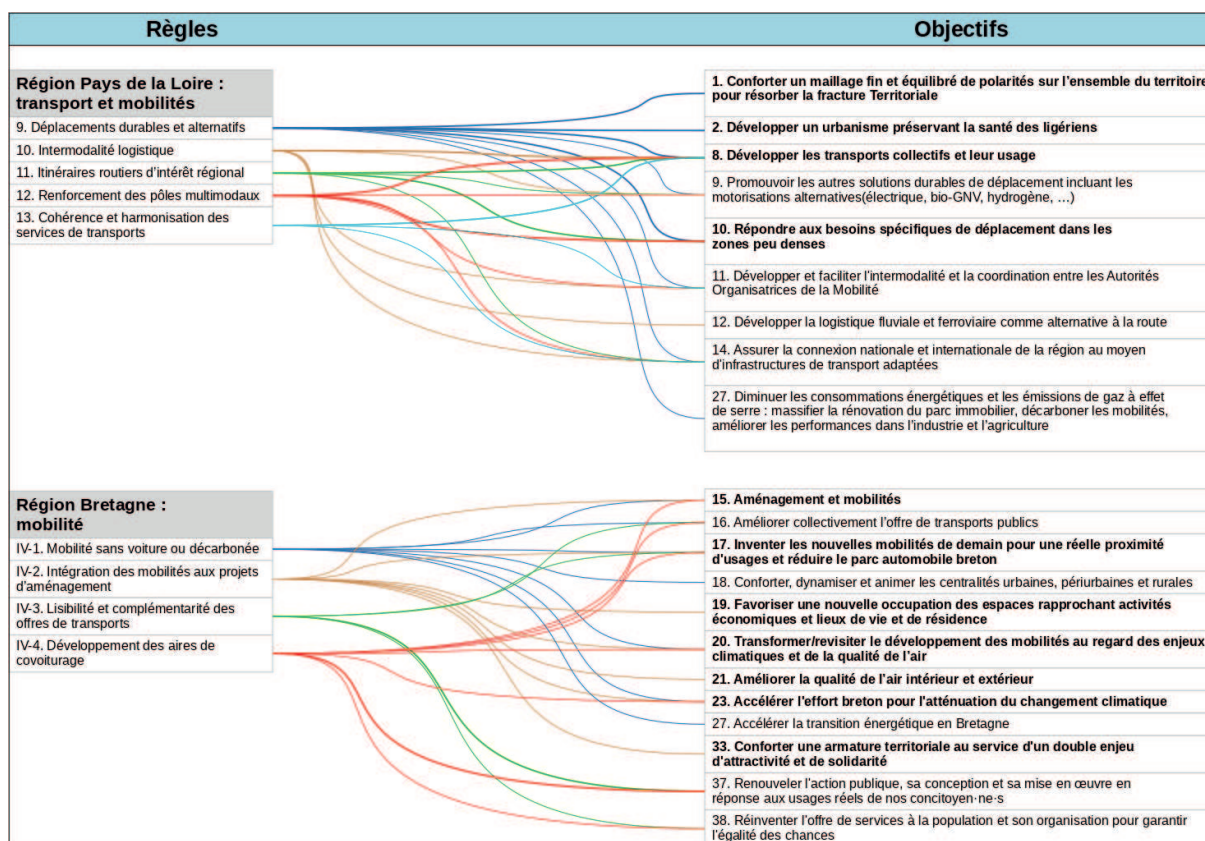 Règles
Objectifs
Région Pays de la Loire :
transport et mobilités
9. Déplacements durables et alternatifs
10. Intermodalité logistique
11. Itinéraires routiers d'intérêt régional
12. Renforcement des pôles multimodaux
13. Cohérence et harmonisation des
services de transports
1. Conforter un maillage fin et équilibré de polarités sur l'ensemble du territoire
pour résorber la fracture Territoriale
2. Développer un urbanisme préservant la santé des ligériens
8. Développer les transports collectifs et leur usage
9. Promouvoir les autres solutions durables de déplacement incluant les
motorisations alternatives(électrique, bio-GNV, hydrogène, ...)
10. Répondre aux besoins spécifiques de déplacement dans les
zones peu denses
11. Développer et faciliter l'intermodalité et la coordination entre les Autorités
Organisatrices de la Mobilité
12. Développer la logistique fluviale et ferroviaire comme alternative à la route
14. Assurer la connexion nationale et internationale de la région au moyen
d'infrastructures de transport adaptées
27. Diminuer les consommations énergétiques et les émissions de gaz à effet
de serre : massifier la rénovation du parc immobilier, décarboner les mobilités,
améliorer les performances dans l'industrie et l'agriculture
Région Bretagne :
mobilité
IV-1. Mobilité sans voiture ou décarbonée
IV-2. Intégration des mobilités aux projets
d'aménagement
IV-3. Lisibilité et complémentarité des
offres de transports
IV-4. Développement des aires de
covoiturage
15. Aménagement et mobilités
16. Améliorer collectivement l'offre de transports publics
17. Inventer les nouvelles mobilités de demain pour une réelle proximité
d'usages et réduire le parc automobile breton
18. Conforter, dynamiser et animer les centralités urbaines, périurbaines et rurales
19. Favoriser une nouvelle occupation des espaces rapprochant activités
économiques et lieux de vie et de résidence
20. Transformer/revisiter le développement des mobilités au regard des enjeux
climatiques et de la qualité de l'air
21. Améliorer la qualité de l'air intérieur et extérieur
23. Accélérer l'effort breton pour l'atténuation du changement climatique
27. Accélérer la transition énergétique en Bretagne
33. Conforter une armature territoriale au service d'un double enjeu
d'attractivité et de solidarité
37. Renouveler l'action publique, sa conception et sa mise en œuvre en
réponse aux usages réels de nos concitoyen·ne·s
38. Réinventer l'offre de services à la population et son organisation pour garantir
l'égalité des chances